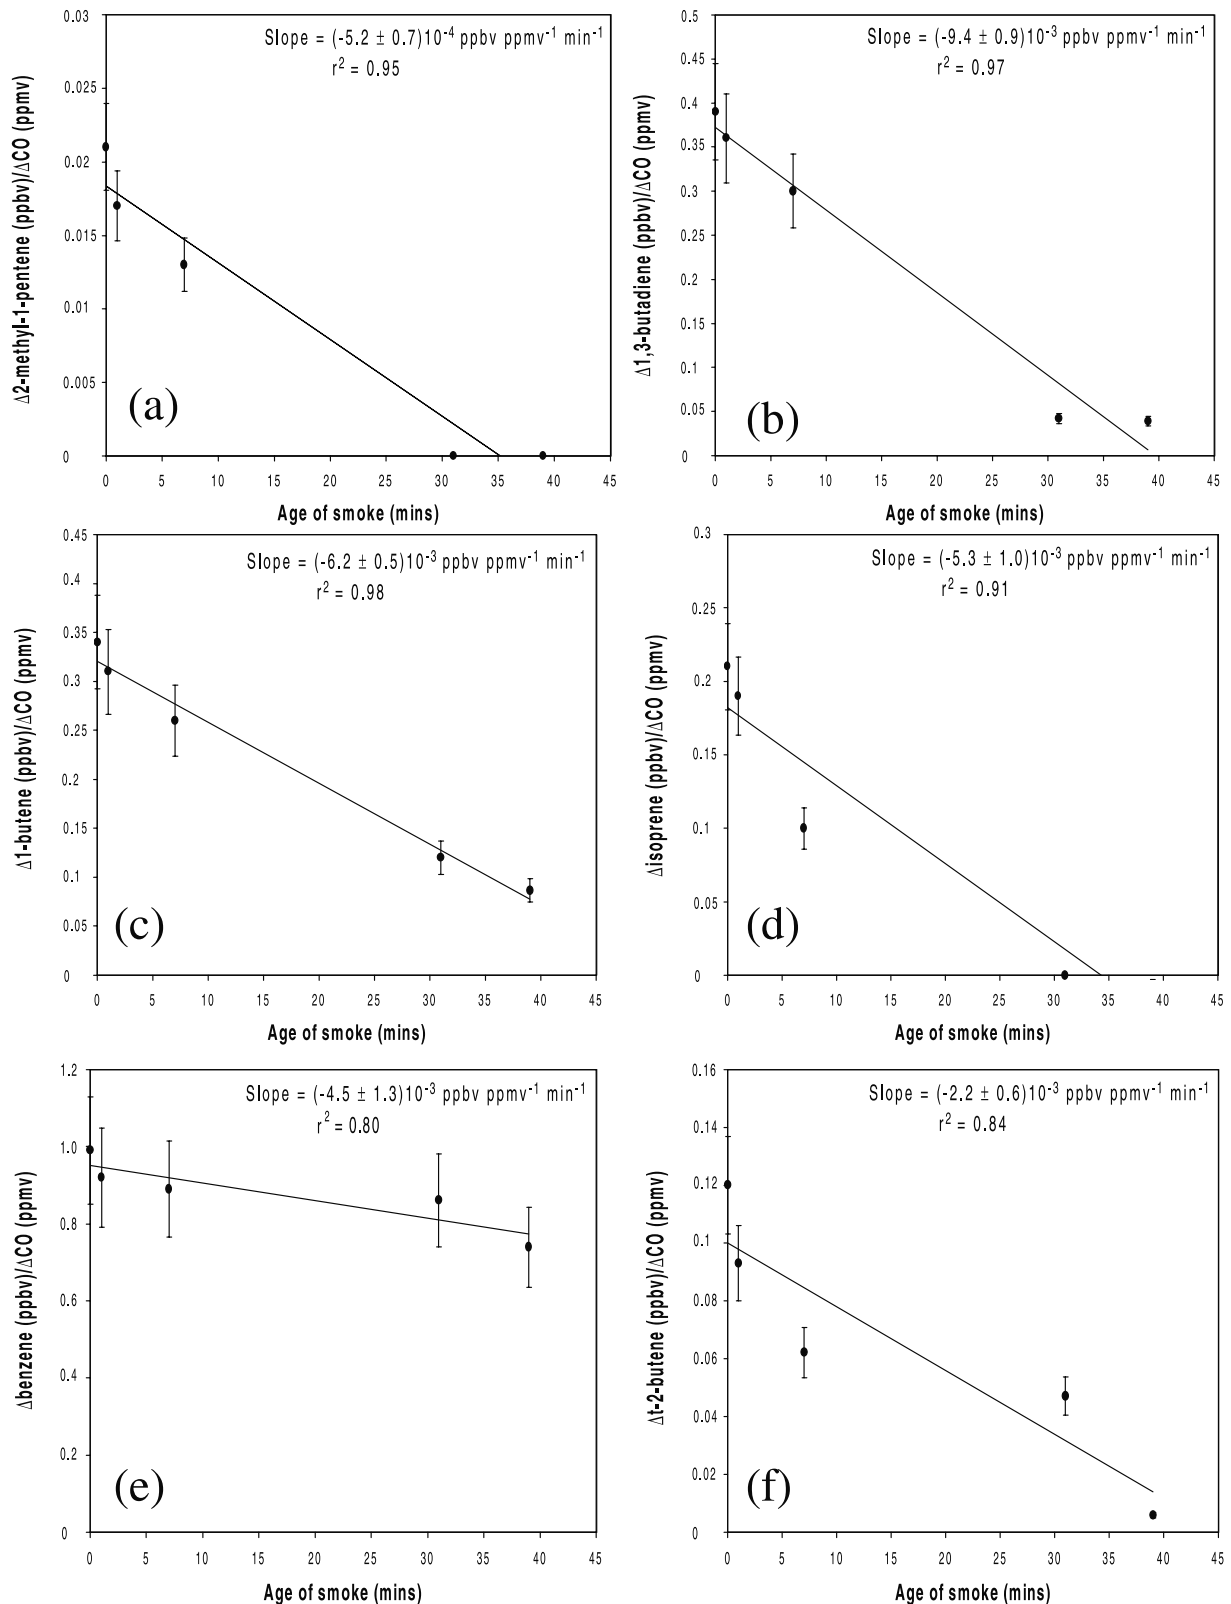 Slope = (-5.2 ± 0.7)10⁻⁴ ppbv ppmv⁻¹ min⁻¹
r² = 0.95
Δ2-methyl-1-pentene (ppbv)/ΔCO (ppmv)
0.03
0.025
0.02
0.015
0.01
0.005
0
(a)
0 5 10 15 20 25 30 35 40 45
Age of smoke (mins)
Slope = (-9.4 ± 0.9)10⁻³ ppbv ppmv⁻¹ min⁻¹
r² = 0.97
Δ1,3-butadiene (ppbv)/ΔCO (ppmv)
0.5
0.45
0.4
0.35
0.3
0.25
0.2
0.15
0.1
0.05
0
(b)
0 5 10 15 20 25 30 35 40 45
Age of smoke (mins)
Slope = (-6.2 ± 0.5)10⁻³ ppbv ppmv⁻¹ min⁻¹
r² = 0.98
Δ1-butene (ppbv)/ΔCO (ppmv)
0.45
0.4
0.35
0.3
0.25
0.2
0.15
0.1
0.05
0
(c)
0 5 10 15 20 25 30 35 40 45
Age of smoke (mins)
Slope = (-5.3 ± 1.0)10⁻³ ppbv ppmv⁻¹ min⁻¹
r² = 0.91
Δisoprene (ppbv)/ΔCO (ppmv)
0.3
0.25
0.2
0.15
0.1
0.05
0
(d)
0 5 10 15 20 25 30 35 40 45
Age of smoke (mins)
Slope = (-4.5 ± 1.3)10⁻³ ppbv ppmv⁻¹ min⁻¹
r² = 0.80
Δbenzene (ppbv)/ΔCO (ppmv)
1.2
1.0
0.8
0.6
0.4
0.2
0
(e)
0 5 10 15 20 25 30 35 40 45
Age of smoke (mins)
Slope = (-2.2 ± 0.6)10⁻³ ppbv ppmv⁻¹ min⁻¹
r² = 0.84
Δt-2-butene (ppbv)/ΔCO (ppmv)
0.16
0.14
0.12
0.1
0.08
0.06
0.04
0.02
0
(f)
0 5 10 15 20 25 30 35 40 45
Age of smoke (mins)